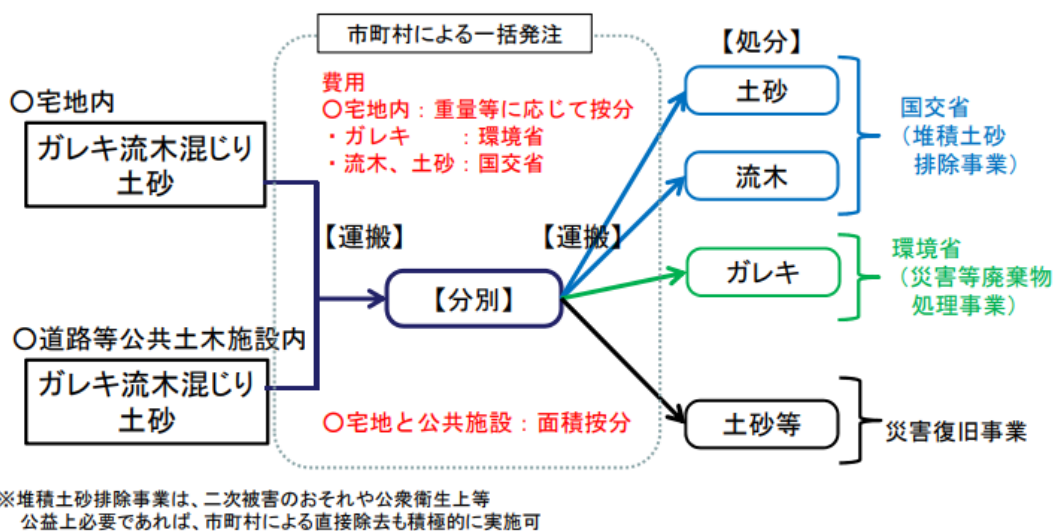 市町村による一括発注
【処分】
費用
〇宅地内：重量等に応じて按分
・ガレキ　　：環境省
・流木、土砂：国交省
〇宅地内
ガレキ流木混じり
土砂
【運搬】
【分別】
【運搬】
〇道路等公共土木施設内
ガレキ流木混じり
土砂
〇宅地と公共施設：面積按分
土砂
流木
国交省
（堆積土砂
排除事業）
ガレキ
環境省
（災害等廃棄物
処理事業）
土砂等
災害復旧事業
※堆積土砂排除事業は、二次被害のおそれや公衆衛生上等
公益上必要であれば、市町村による直接除去も積極的に実施可